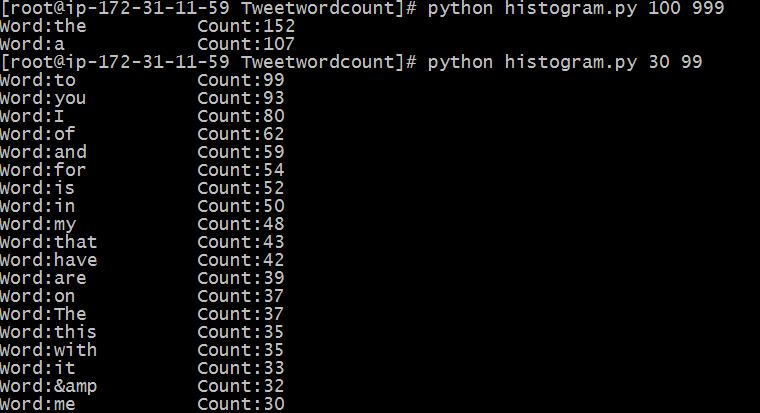 [root@ip-172-31-11-59 Tweetwordcount]# python histogram.py 100 999
Word:the Count:152
Word:a Count:107
[root@ip-172-31-11-59 Tweetwordcount]# python histogram.py 30 99
Word:to Count:99
Word:you Count:93
Word:I Count:80
Word:of Count:62
Word:and Count:59
Word:for Count:54
Word:is Count:52
Word:in Count:50
Word:my Count:48
Word:that Count:43
Word:have Count:42
Word:are Count:39
Word:on Count:37
Word:The Count:37
Word:this Count:35
Word:with Count:35
Word:it Count:33
Word:&amp Count:32
Word:me Count:30